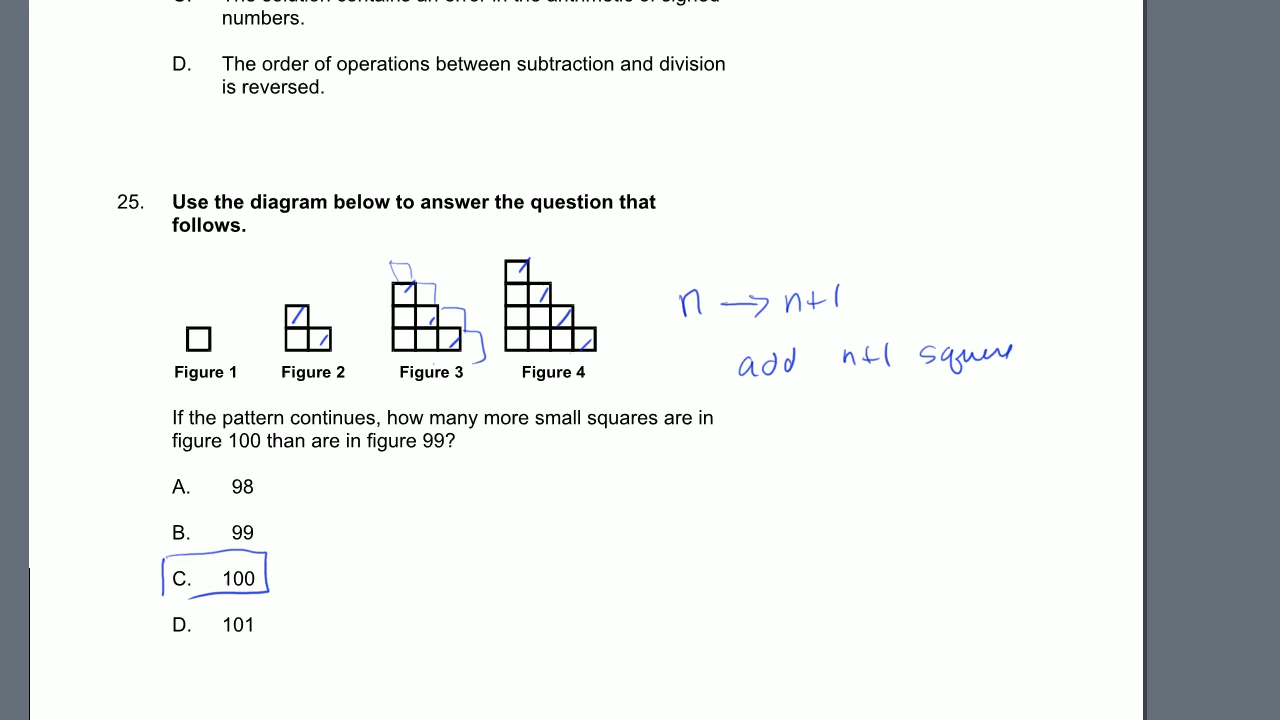 numbers.
D. The order of operations between subtraction and division
is reversed.
25. Use the diagram below to answer the question that
follows.
n → n+1
add n+1 square
Figure 1 Figure 2 Figure 3 Figure 4
If the pattern continues, how many more small squares are in
figure 100 than are in figure 99?
A. 98
B. 99
C. 100
D. 101